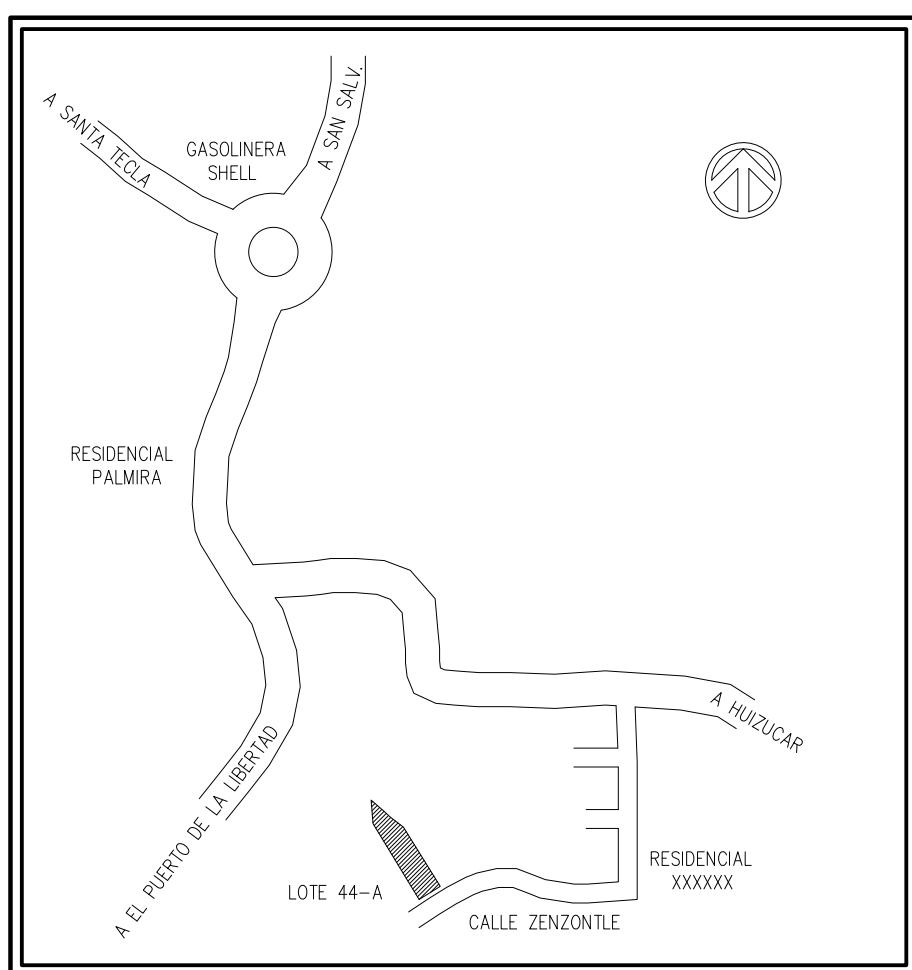 A SANTA TECLA
GASOLINERA
SHELL
A SAN SALV.
RESIDENCIAL
PALMIRA
A HUIZUCAR
A EL PUERTO DE LA LIBERTAD
LOTE 44-A
RESIDENCIAL
XXXXXX
CALLE ZENZONTLE